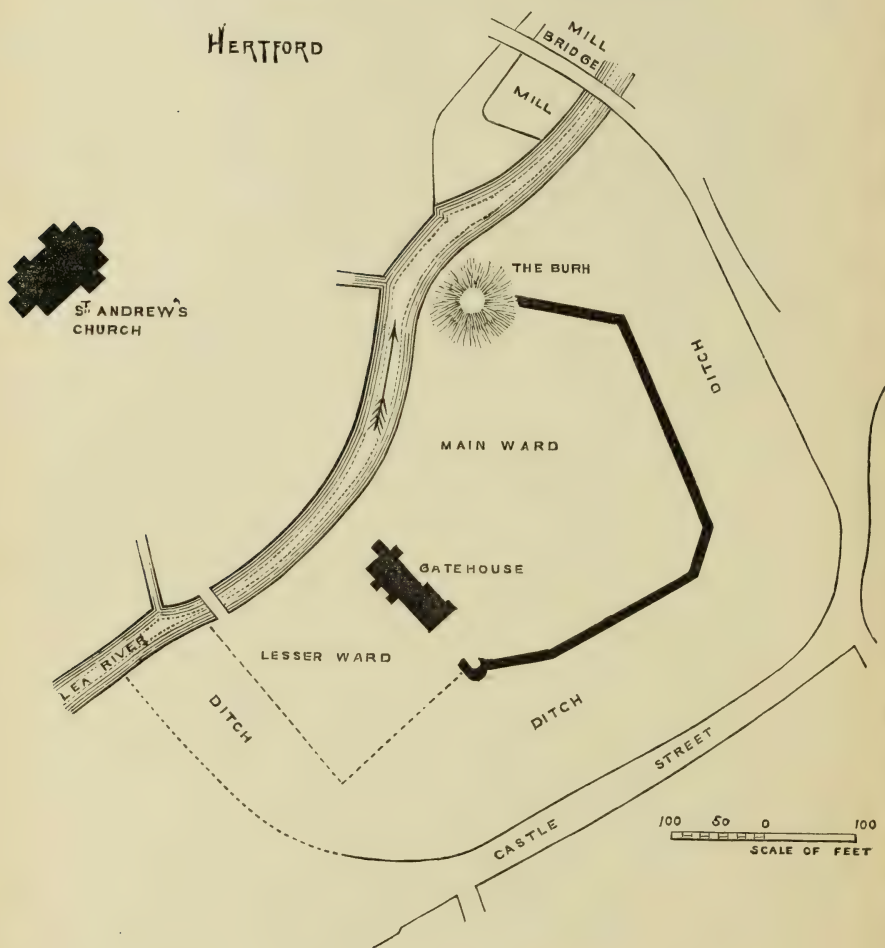 HERTFORD
MILL
BRIDGE
MILL
THE BURH
ST ANDREW'S
CHURCH
DITCH
MAIN WARD
GATEHOUSE
LESSER WARD
LEA RIVER
DITCH
DITCH
CASTLE STREET
100 50 0 100
SCALE OF FEET